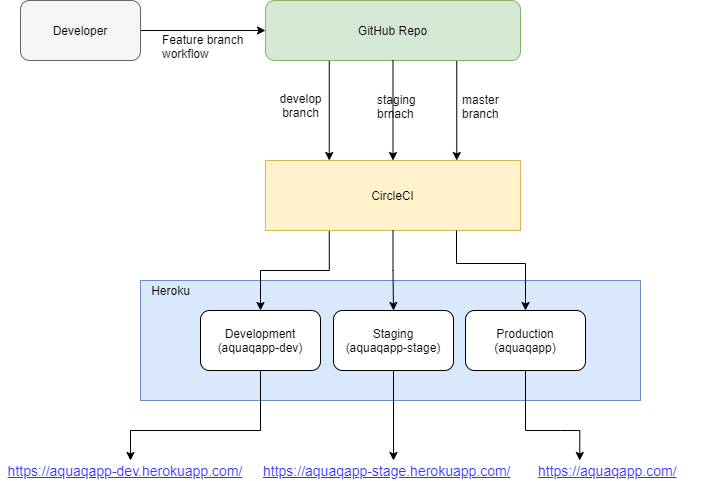 Developer
GitHub Repo
Feature branch
workflow
develop
branch
staging
brnach
master
branch
CircleCI
Heroku
Development
(aquaqapp-dev)
Staging
(aquaqapp-stage)
Production
(aquaqapp)
https://aquaqapp-dev.herokuapp.com/
https://aquaqapp-stage.herokuapp.com/
https://aquaqapp.com/